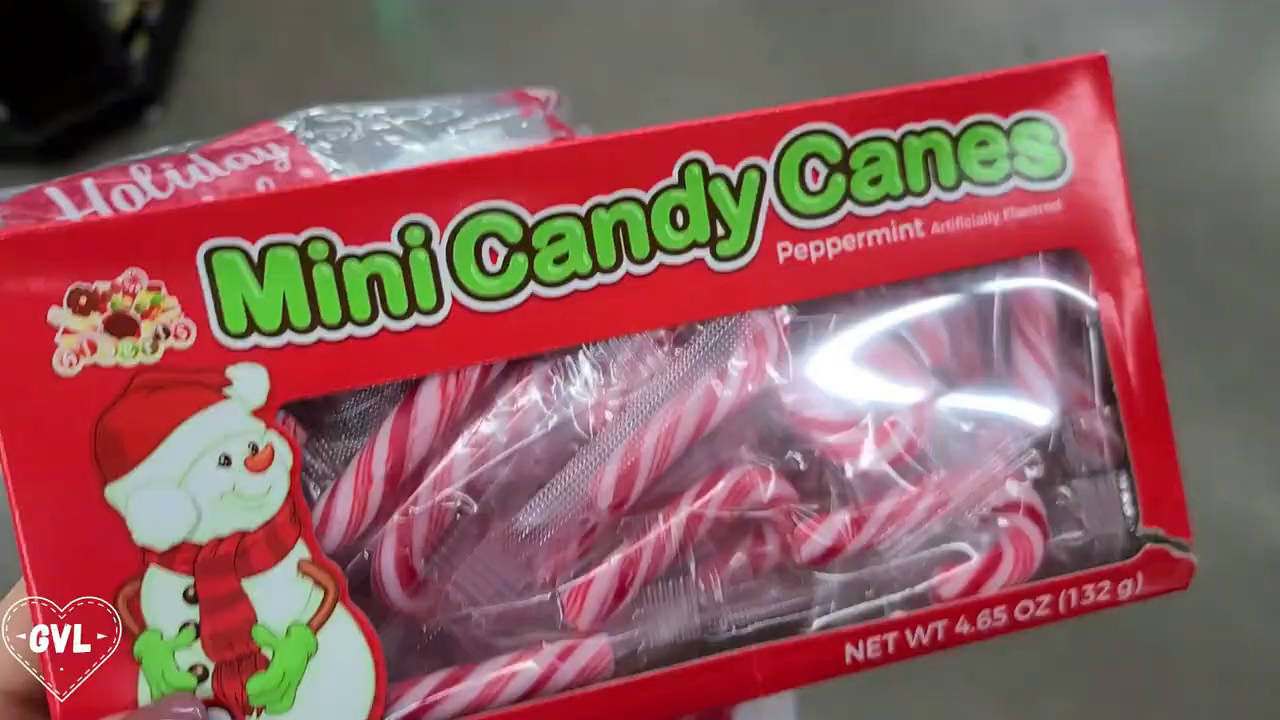 Holiday
Mini Candy Canes
Peppermint Artificially Flavored
NET WT 4.65 OZ (132 g)
GVL